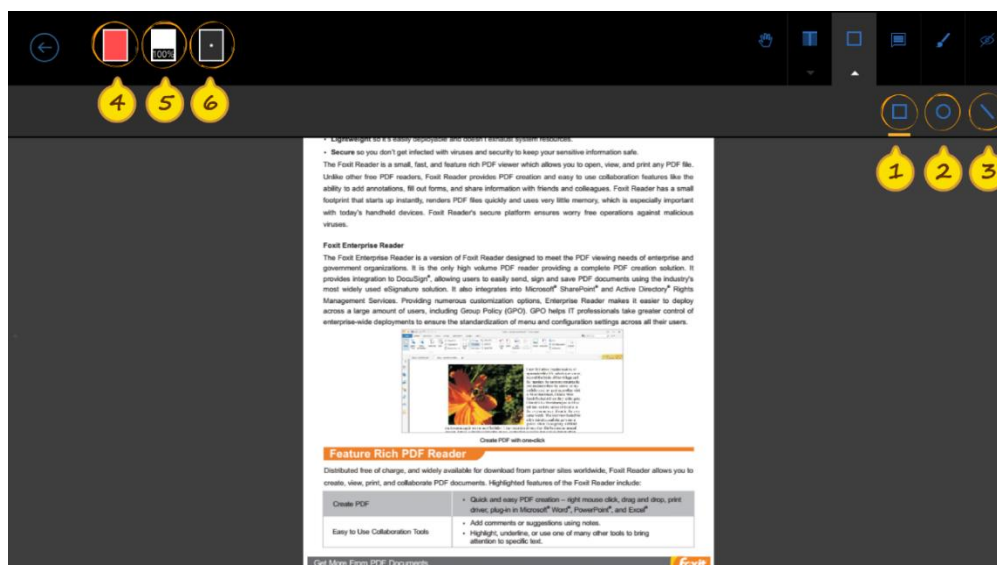 100%
4 5 6
1 2 3
• Lightweight so it's easily deployable and doesn't exhaust system resources.
• Secure so you don't get infected with viruses and security to keep your sensitive information safe.
The Foxit Reader is a small, fast, and feature rich PDF viewer which allows you to open, view, and print any PDF file.
Unlike other free PDF readers, Foxit Reader provides PDF creation and easy to use collaboration features like the
ability to add annotations, fill out forms, and share information with friends and colleagues. Foxit Reader has a small
footprint that starts up instantly, renders PDF files quickly and uses very little memory, which is especially important
with today's handheld devices. Foxit Reader's secure platform ensures worry free operations against malicious
viruses.
Foxit Enterprise Reader
The Foxit Enterprise Reader is a version of Foxit Reader designed to meet the PDF viewing needs of enterprise and
government organizations. It is the only high volume PDF reader providing a complete PDF creation solution. It
provides integration to DocuSign®, allowing users to easily send, sign and save PDF documents using the industry's
most widely used eSignature solution. It also integrates into Microsoft® SharePoint® and Active Directory® Rights
Management Services. Providing numerous customization options, Enterprise Reader makes it easier to deploy
across a large amount of users, including Group Policy (GPO). GPO helps IT professionals take greater control of
enterprise-wide deployments to ensure the standardization of menu and configuration settings across all their users.
Create PDF with one-click
Feature Rich PDF Reader
Distributed free of charge, and widely available for download from partner sites worldwide, Foxit Reader allows you to
create, view, print, and collaborate PDF documents. Highlighted features of the Foxit Reader include:
Create PDF
• Quick and easy PDF creation – right mouse click, drag and drop, print
driver, plug-in in Microsoft® Word®, PowerPoint®, and Excel®
Easy to Use Collaboration Tools
• Add comments or suggestions using notes.
• Highlight, underline, or use one of many other tools to bring
attention to specific text.
Get More From PDF Documents
Foxit